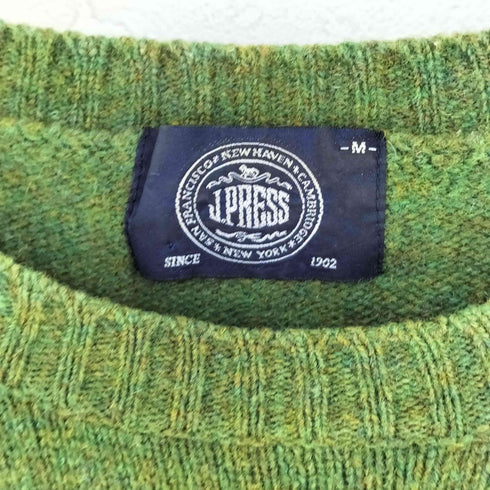 - M -
SAN FRANCISCO ★ NEW HAVEN ★ CAMBRIDGE ★ NEW YORK ★
J.PRESS
SINCE 1902